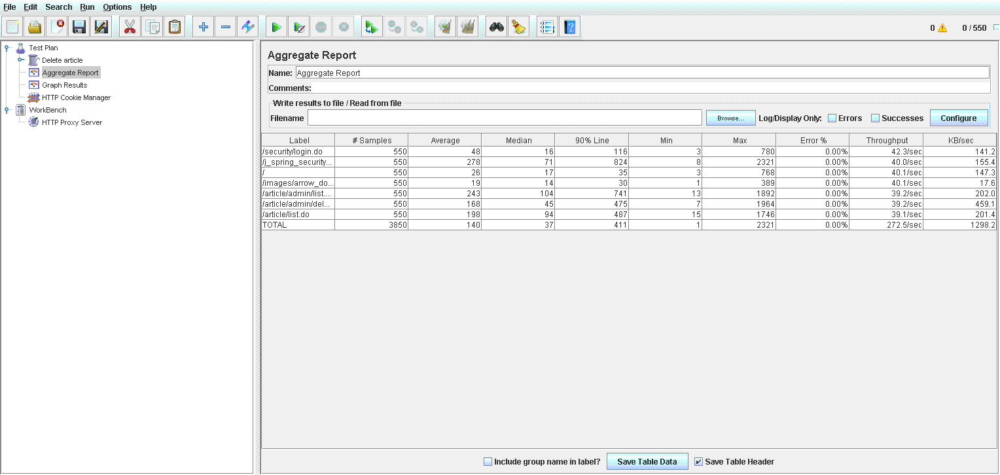 File Edit Search Run Options Help
0 0 / 550
Test Plan
Delete article
Aggregate Report
Graph Results
HTTP Cookie Manager
WorkBench
HTTP Proxy Server
Aggregate Report
Name: Aggregate Report
Comments:
Write results to file / Read from file
Filename Browse... Log/Display Only: Errors Successes Configure
Label # Samples Average Median 90% Line Min Max Error % Throughput KB/sec
/security/login.do 550 48 16 116 3 780 0.00% 42.3/sec 141.2
/j_spring_security... 550 278 71 824 8 2321 0.00% 40.0/sec 155.4
/ 550 26 17 35 3 768 0.00% 40.1/sec 147.3
/images/arrow_do... 550 19 14 30 1 389 0.00% 40.1/sec 17.6
/article/admin/list.... 550 243 104 741 13 1892 0.00% 39.2/sec 202.0
/article/admin/del... 550 168 45 475 7 1964 0.00% 39.2/sec 459.1
/article/list.do 550 198 94 487 15 1746 0.00% 39.1/sec 201.4
TOTAL 3850 140 37 411 1 2321 0.00% 272.5/sec 1298.2
Include group name in label? Save Table Data Save Table Header